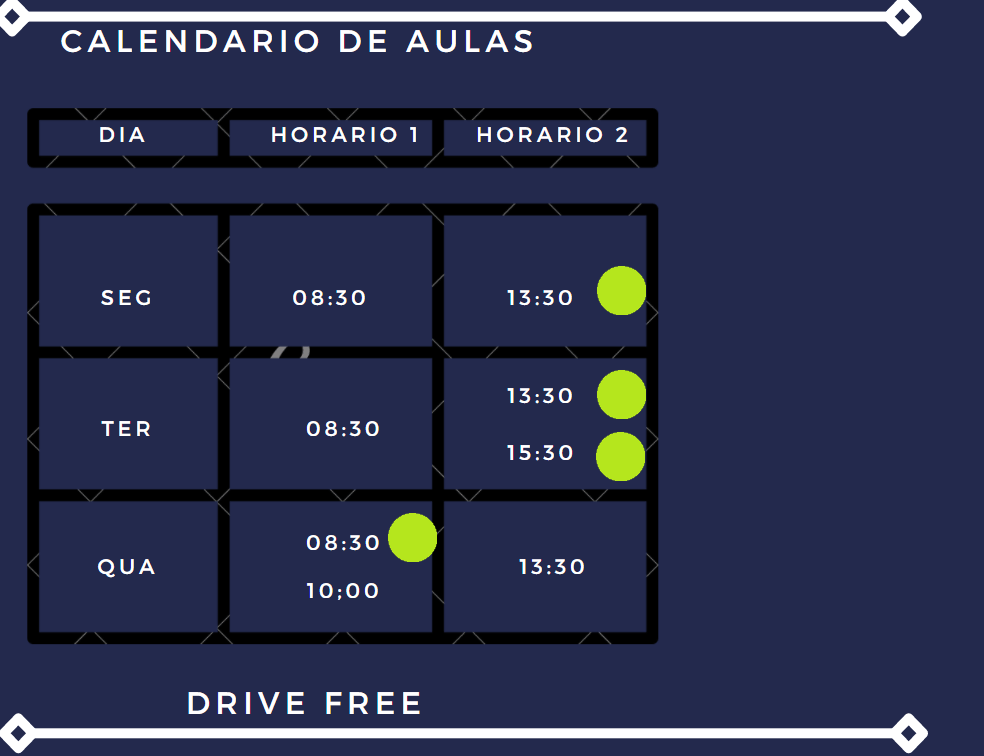 CALENDARIO DE AULAS
DIA HORARIO 1 HORARIO 2
SEG 08:30 13:30
TER 08:30 13:30
15:30
QUA 08:30 13:30
10;00
DRIVE FREE